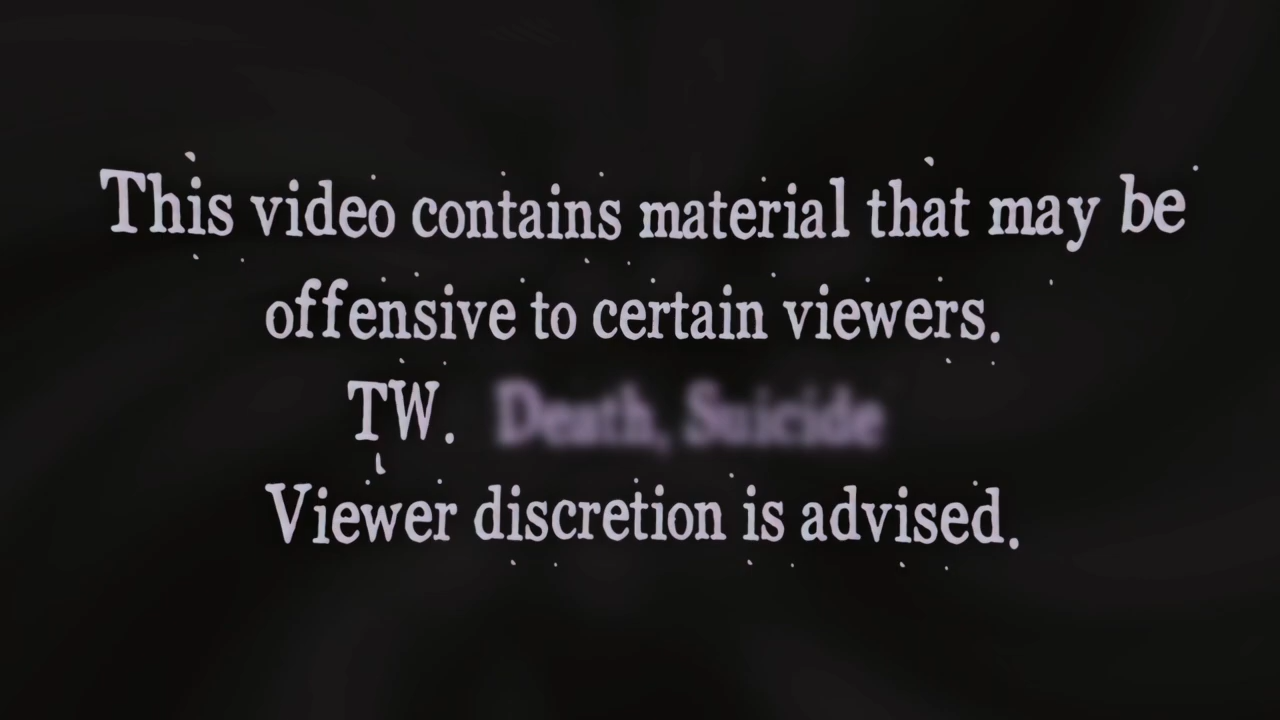 This video contains material that may be
offensive to certain viewers.
TW. Death, Suicide
Viewer discretion is advised.